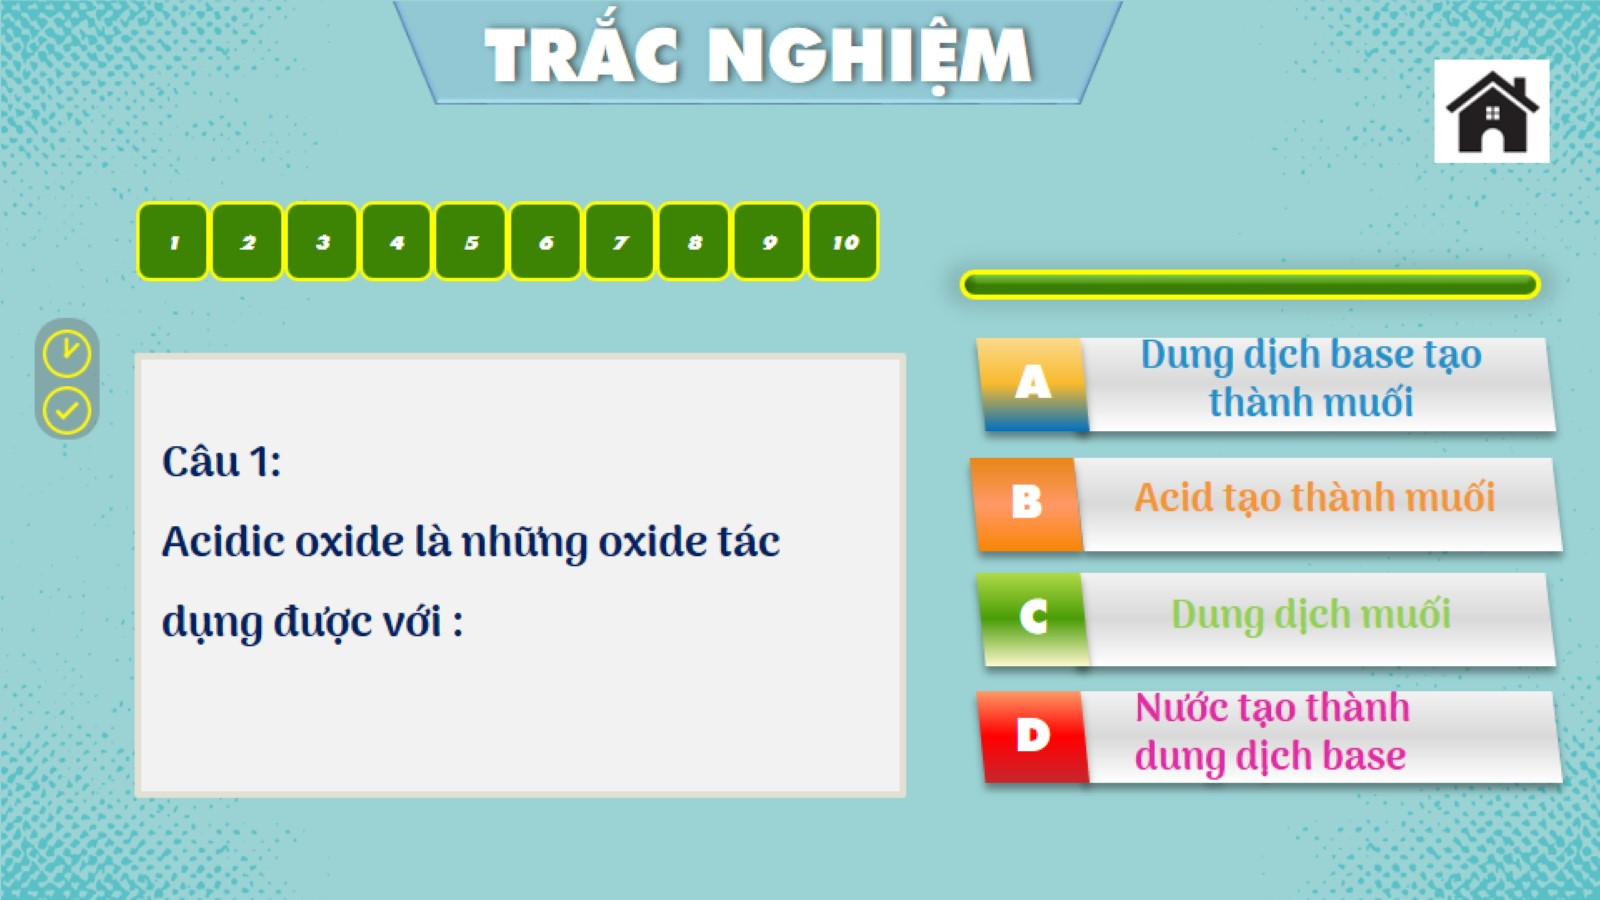 TRẮC NGHIỆM
1 2 3 4 5 6 7 8 9 10
Câu 1:
Acidic oxide là những oxide tác
dụng được với :
A
Dung dịch base tạo
thành muối
B
Acid tạo thành muối
C
Dung dịch muối
D
Nước tạo thành
dung dịch base